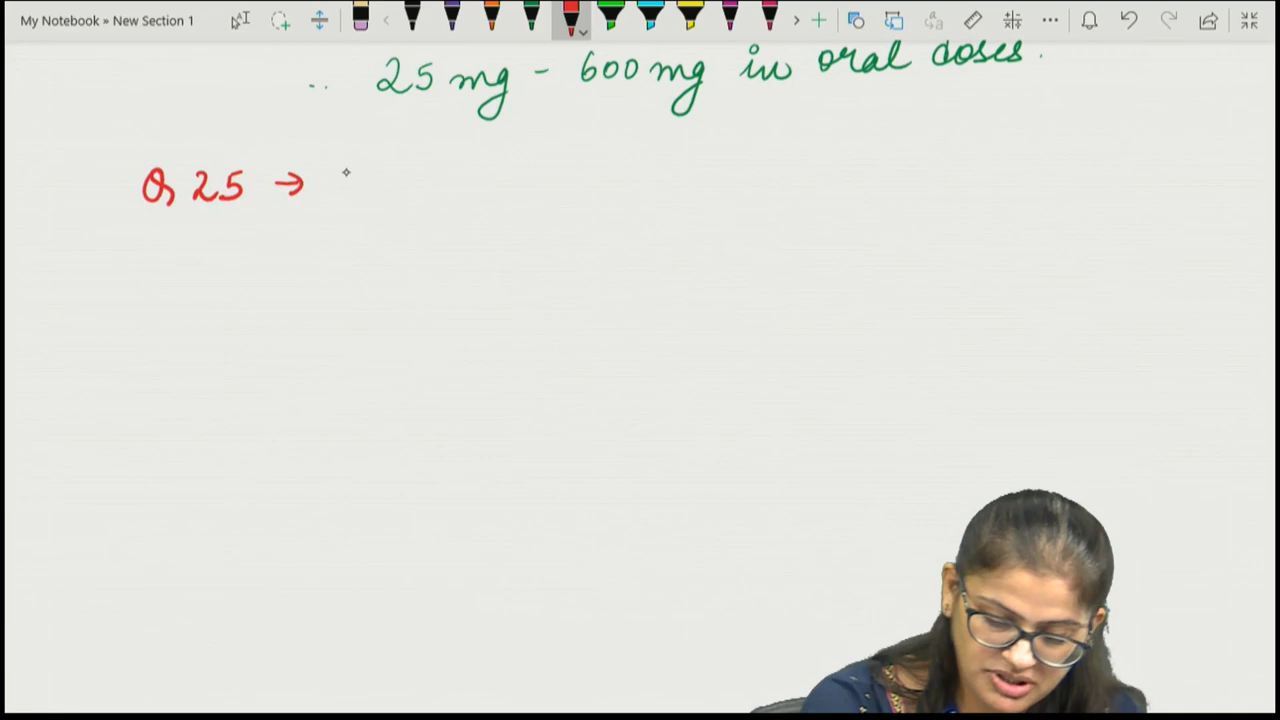 My Notebook » New Section 1
25 mg - 600 mg in oral doses.
Q 25 →